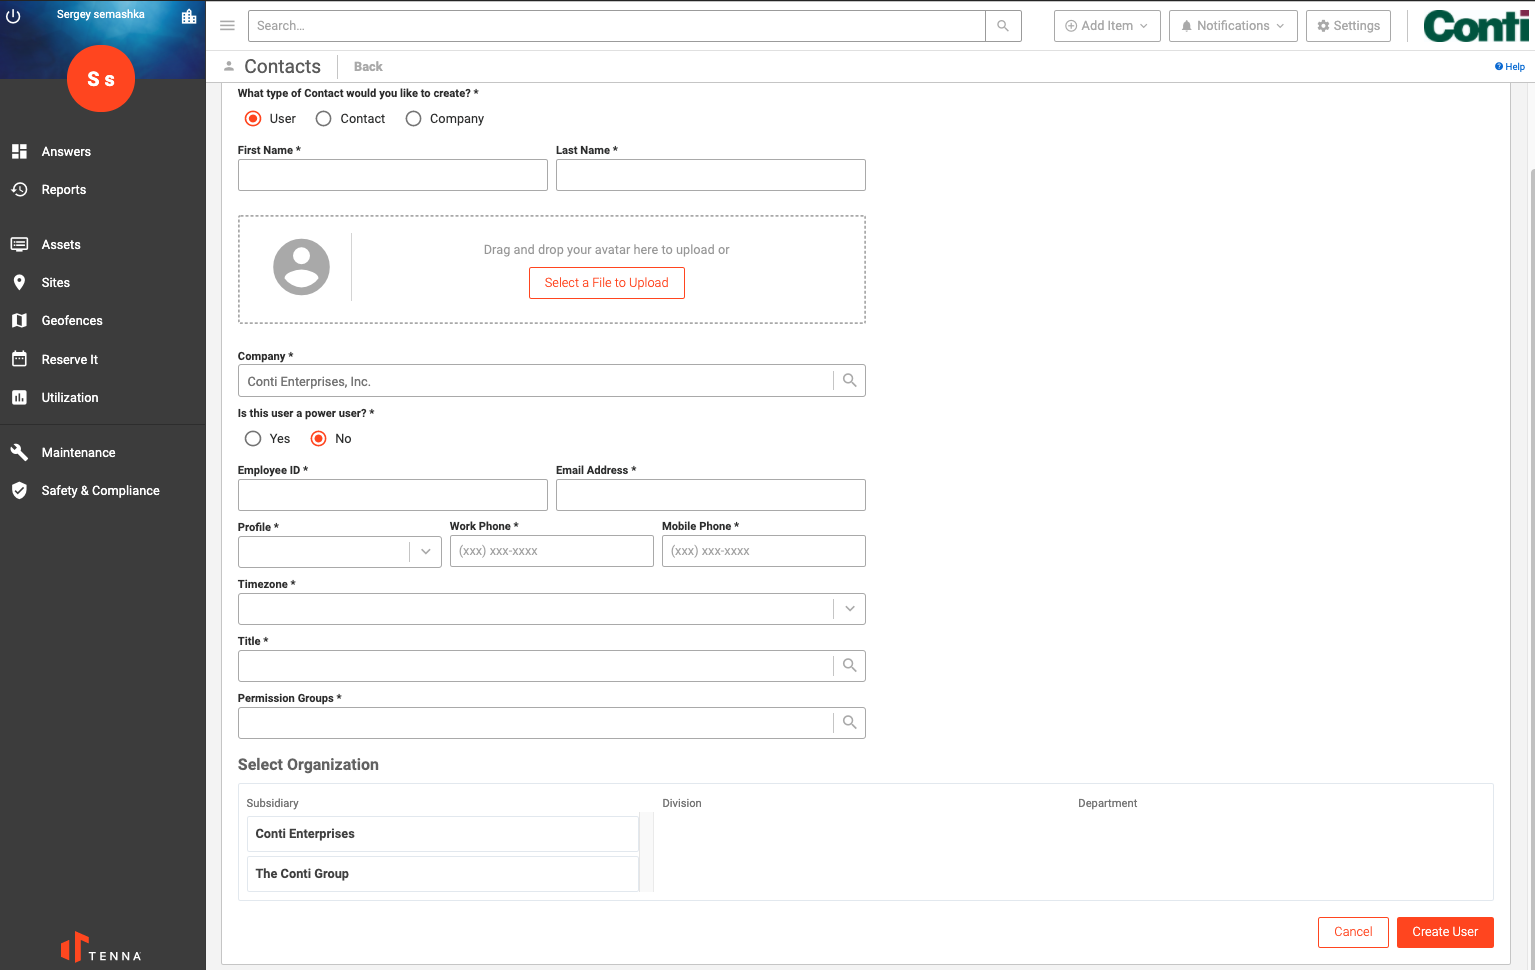 Sergey semashka
Search...
Add Item
Notifications
Settings
Conti
S s
Contacts
Back
Help
Answers
Reports
Assets
Sites
Geofences
Reserve It
Utilization
Maintenance
Safety & Compliance
TENNA
What type of Contact would you like to create? *
User
Contact
Company
First Name *
Last Name *
Drag and drop your avatar here to upload or
Select a File to Upload
Company *
Conti Enterprises, Inc.
Is this user a power user? *
Yes
No
Employee ID *
Email Address *
Profile *
Work Phone *
Mobile Phone *
(xxx) xxx-xxxx
(xxx) xxx-xxxx
Timezone *
Title *
Permission Groups *
Select Organization
Subsidiary
Division
Department
Conti Enterprises
The Conti Group
Cancel
Create User